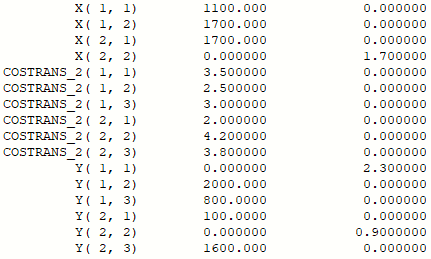 X( 1, 1) 1100.000 0.000000
X( 1, 2) 1700.000 0.000000
X( 2, 1) 1700.000 0.000000
X( 2, 2) 0.000000 1.700000
COSTRANS_2( 1, 1) 3.500000 0.000000
COSTRANS_2( 1, 2) 2.500000 0.000000
COSTRANS_2( 1, 3) 3.000000 0.000000
COSTRANS_2( 2, 1) 2.000000 0.000000
COSTRANS_2( 2, 2) 4.200000 0.000000
COSTRANS_2( 2, 3) 3.800000 0.000000
Y( 1, 1) 0.000000 2.300000
Y( 1, 2) 2000.000 0.000000
Y( 1, 3) 800.0000 0.000000
Y( 2, 1) 100.0000 0.000000
Y( 2, 2) 0.000000 0.9000000
Y( 2, 3) 1600.000 0.000000